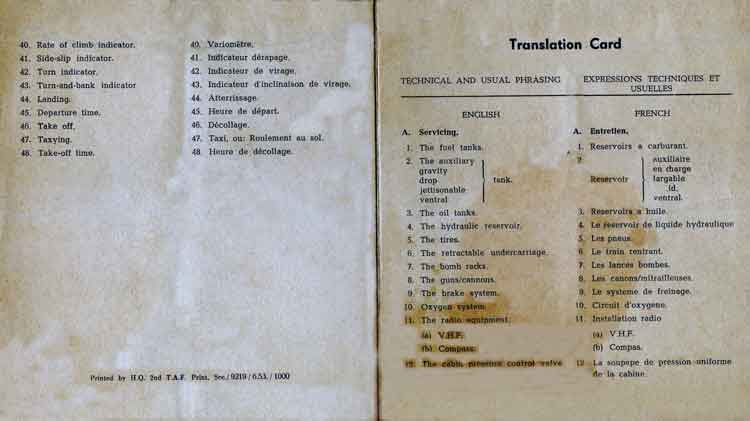 40. Rate of climb indicator.
41. Side-slip indicator.
42. Turn indicator.
43. Turn-and-bank indicator
44. Landing.
45. Departure time.
46. Take off.
47. Taxying.
48. Take-off time.
40. Variomètre.
41. Indicateur dérapage.
42. Indicateur de virage.
43. Indicateur d'inclinaison de virage.
44. Atterrissage.
45. Heure de départ.
46. Décollage.
47. Taxi, ou: Roulement au sol.
48. Heure de décollage.
Printed by H.Q. 2nd T.A.F. Print. Sec./9219/6.53./1000
Translation Card
TECHNICAL AND USUAL PHRASING
EXPRESSIONS TECHNIQUES ET
USUELLES
ENGLISH
FRENCH
A. Servicing.
1. The fuel tanks.
2. The auxiliary
gravity
drop
jettisonable
ventral
tank.
3. The oil tanks.
4. The hydraulic reservoir.
5. The tires.
6. The retractable undercarriage.
7. The bomb racks.
8. The guns/cannons.
9. The brake system.
10. Oxygen system.
11. The radio equipment.
(a) V.H.F.
(b) Compass.
12. The cabin pressure control valve
A. Entretien.
1. Reservoirs a carburant.
2.
Reservoir
auxiliaire
en charge
largable
id.
ventral.
3. Reservoirs a huile.
4. Le reservoir de liquide hydraulique
5. Les pneus.
6. Le train rentrant.
7. Les lances bombes.
8. Les canons/mitrailleuses.
9. Le systeme de freinage.
10. Circuit d'oxygene.
11. Installation radio
(a) V.H.F.
(b) Compas.
12. La soupepe de pression uniforme
de la cabine.